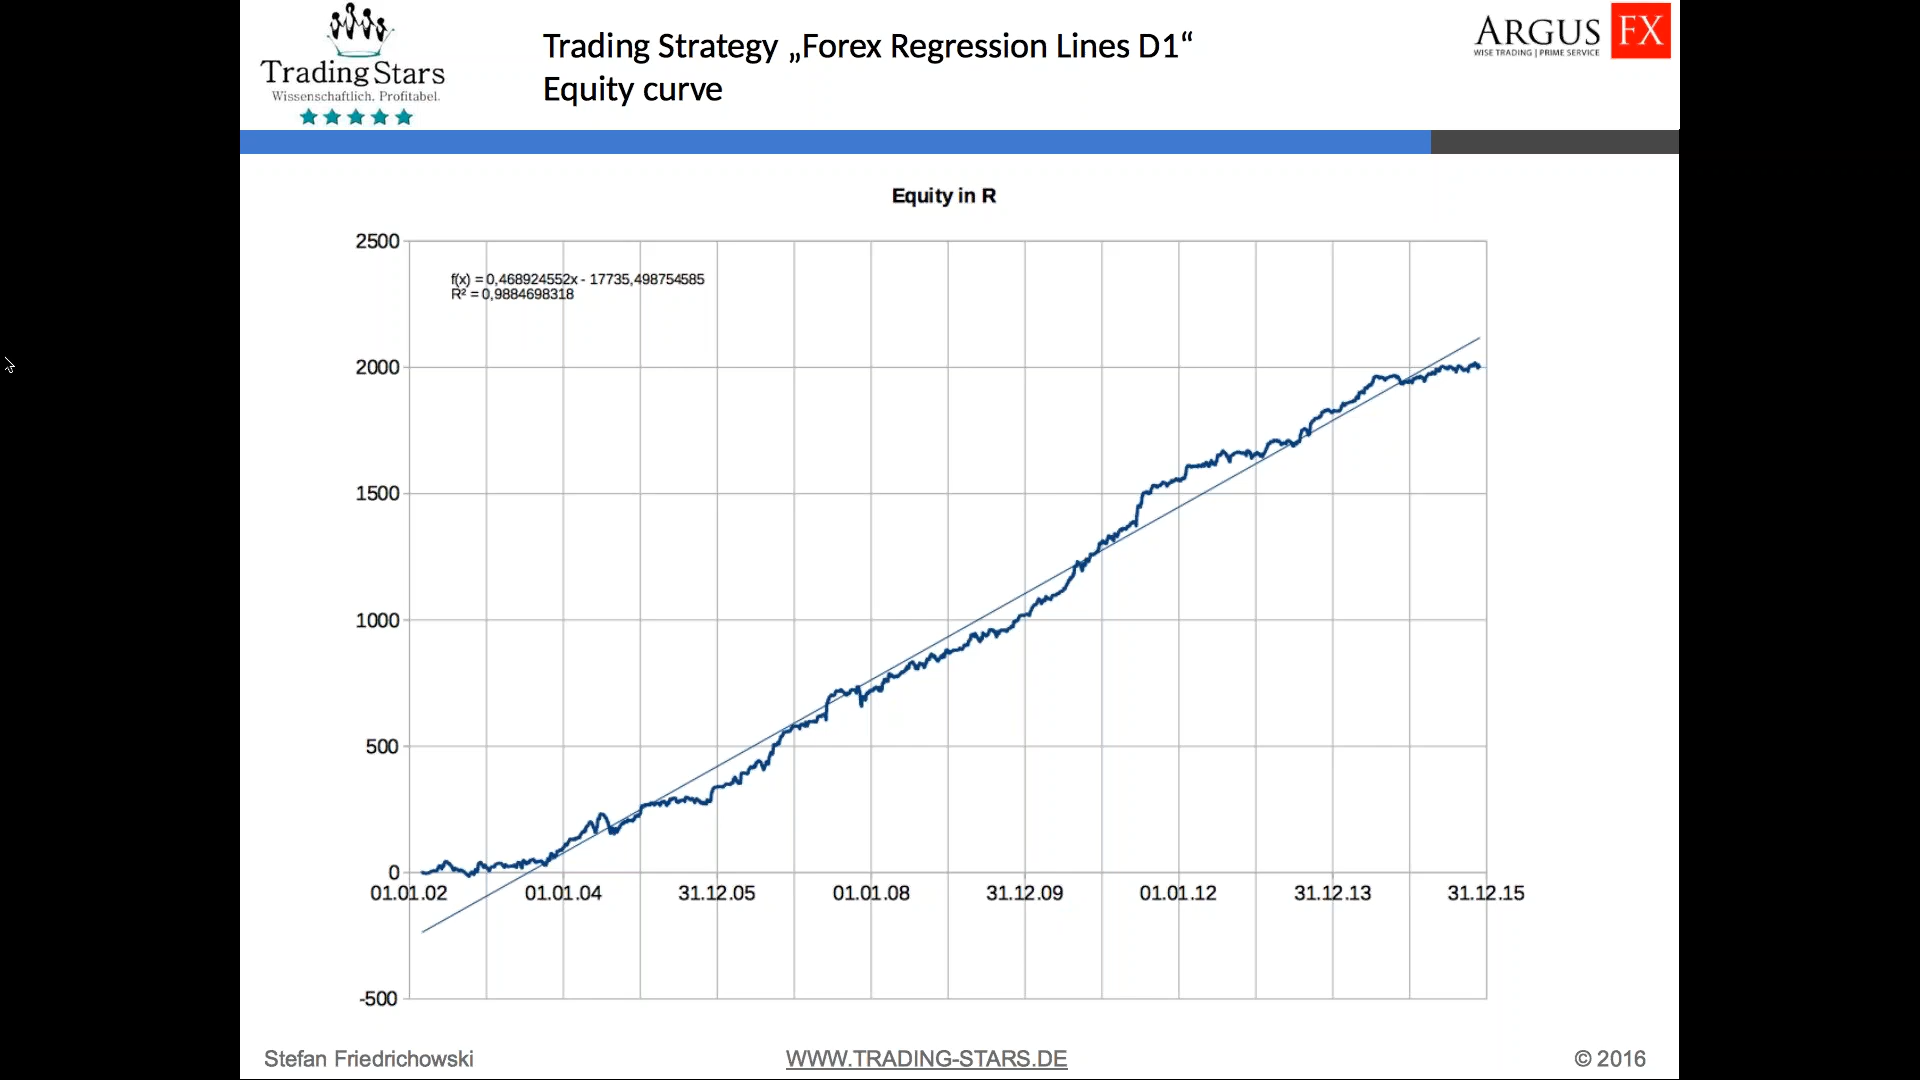 Trading Stars
Wissenschaftlich. Profitabel.
Trading Strategy „Forex Regression Lines D1“
Equity curve
ARGUS FX
WISE TRADING | PRIME SERVICE
Equity in R
f(x) = 0,468924552x - 17735,498754585
R² = 0,9884698318
2500
2000
1500
1000
500
0
-500
01.01.02 01.01.04 31.12.05 01.01.08 31.12.09 01.01.12 31.12.13 31.12.15
Stefan Friedrichowski
WWW.TRADING-STARS.DE
© 2016